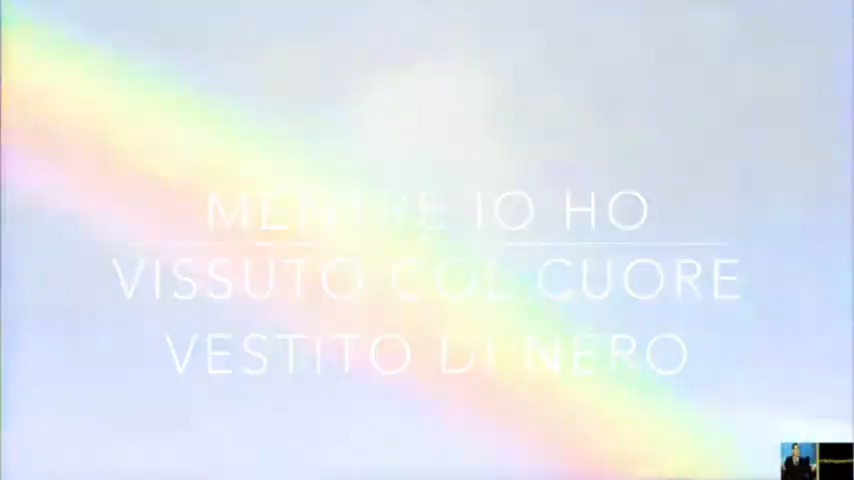 MENTRE IO HO
VISSUTO COL CUORE
VESTITO DI NERO